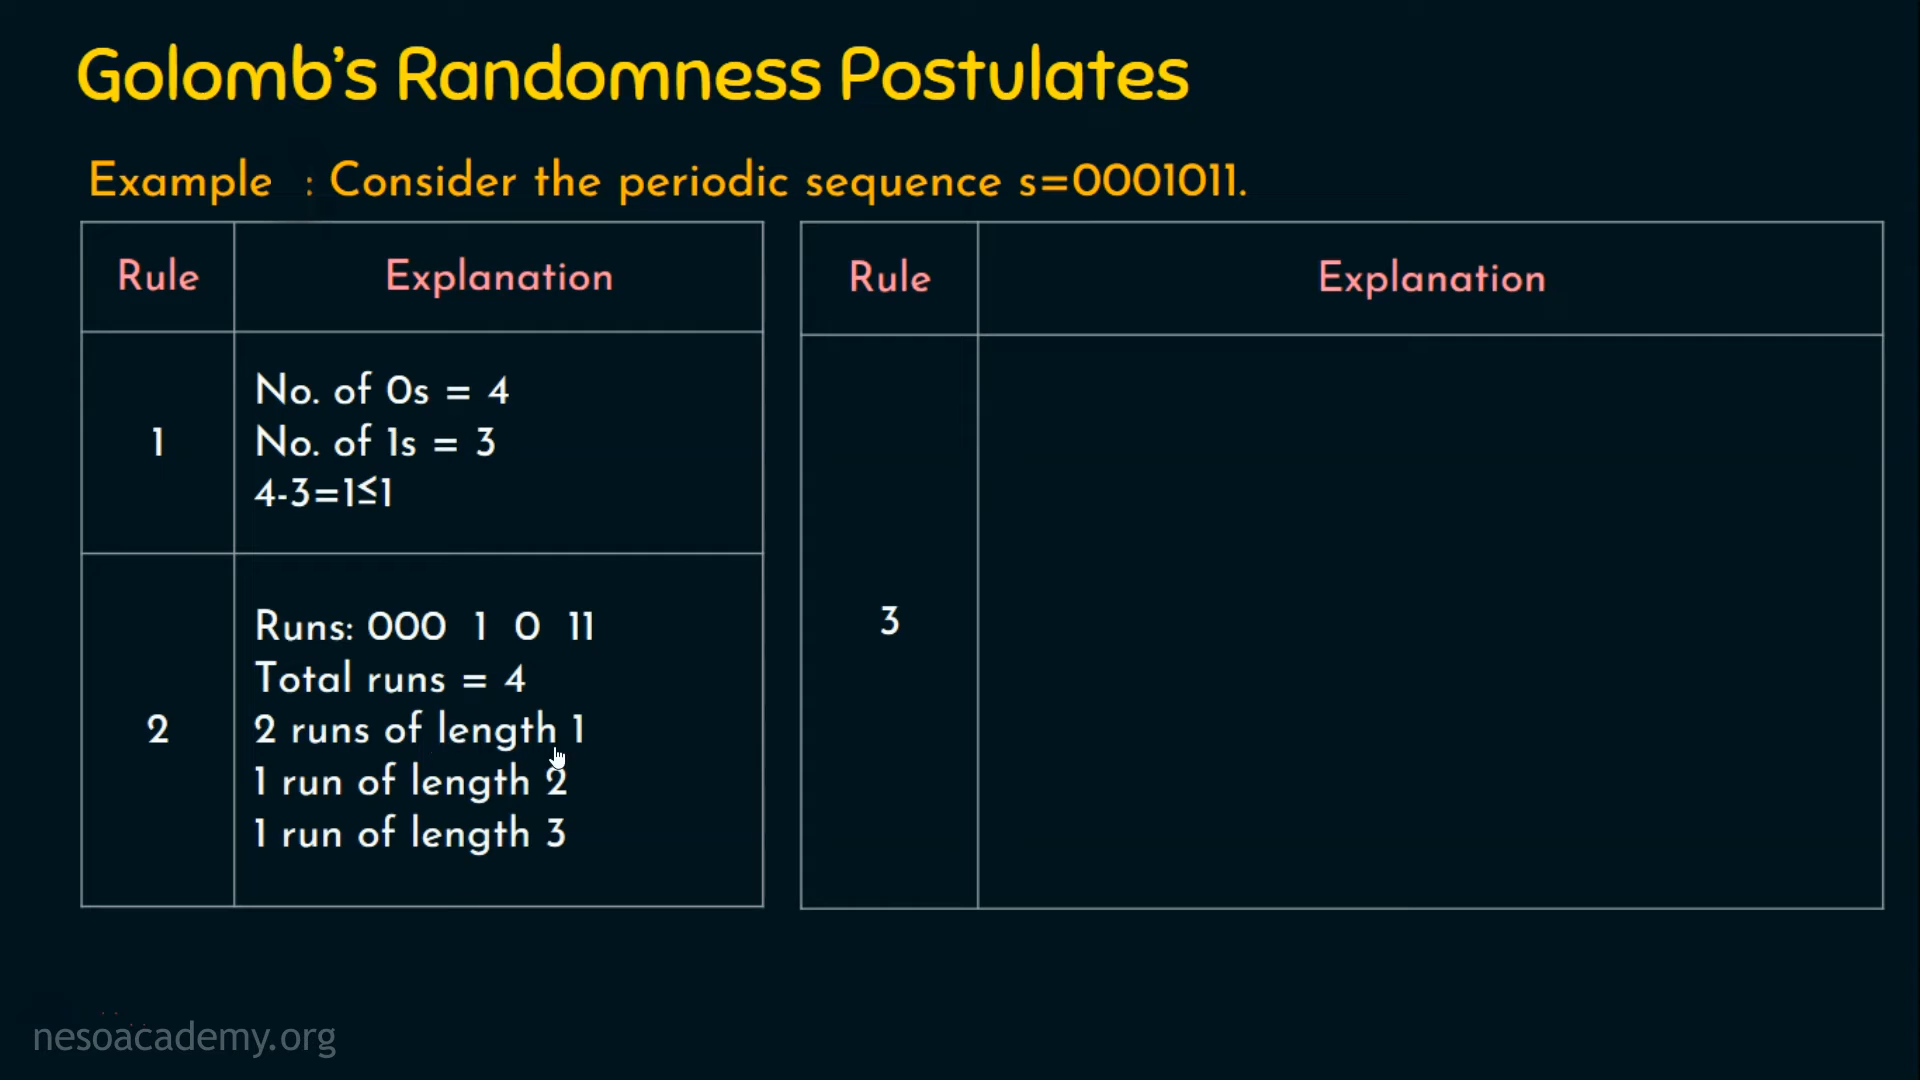 Golomb's Randomness Postulates
Example : Consider the periodic sequence s=0001011.
Rule Explanation
1
No. of 0s = 4
No. of 1s = 3
4-3=1≤1
2
Runs: 000 1 0 11
Total runs = 4
2 runs of length 1
1 run of length 2
1 run of length 3
Rule Explanation
3
nesoacademy.org